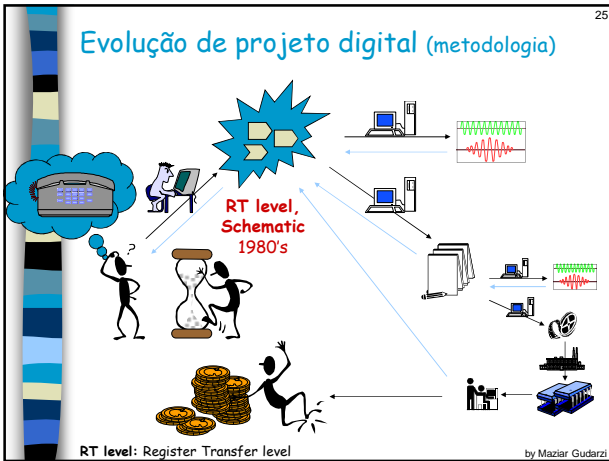 25
Evolução de projeto digital (metodologia)
?
RT level,
Schematic
1980's
RT level: Register Transfer level
by Maziar Gudarzi